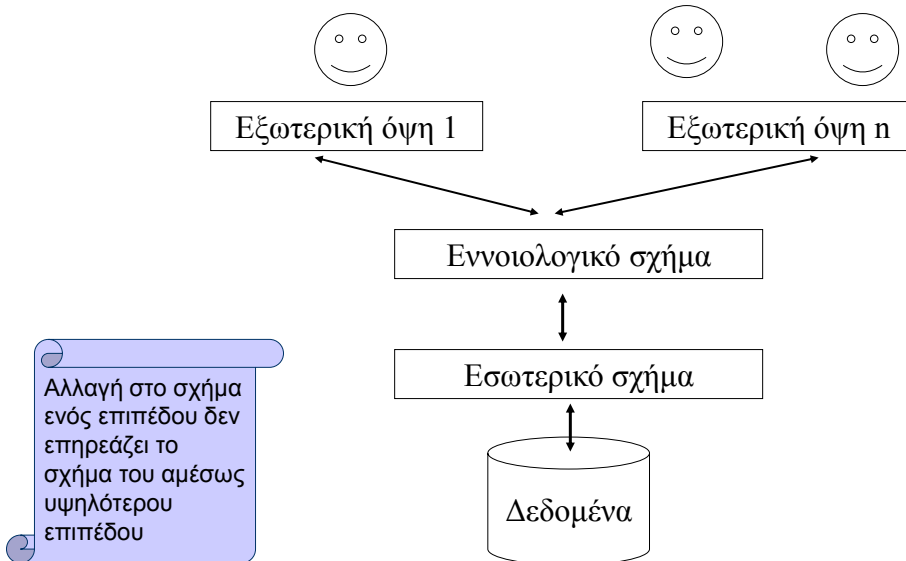 Εξωτερική όψη 1
Εξωτερική όψη n
Εννοιολογικό σχήμα
Εσωτερικό σχήμα
Δεδομένα
Αλλαγή στο σχήμα
ενός επιπέδου δεν
επηρεάζει το
σχήμα του αμέσως
υψηλότερου
επιπέδου